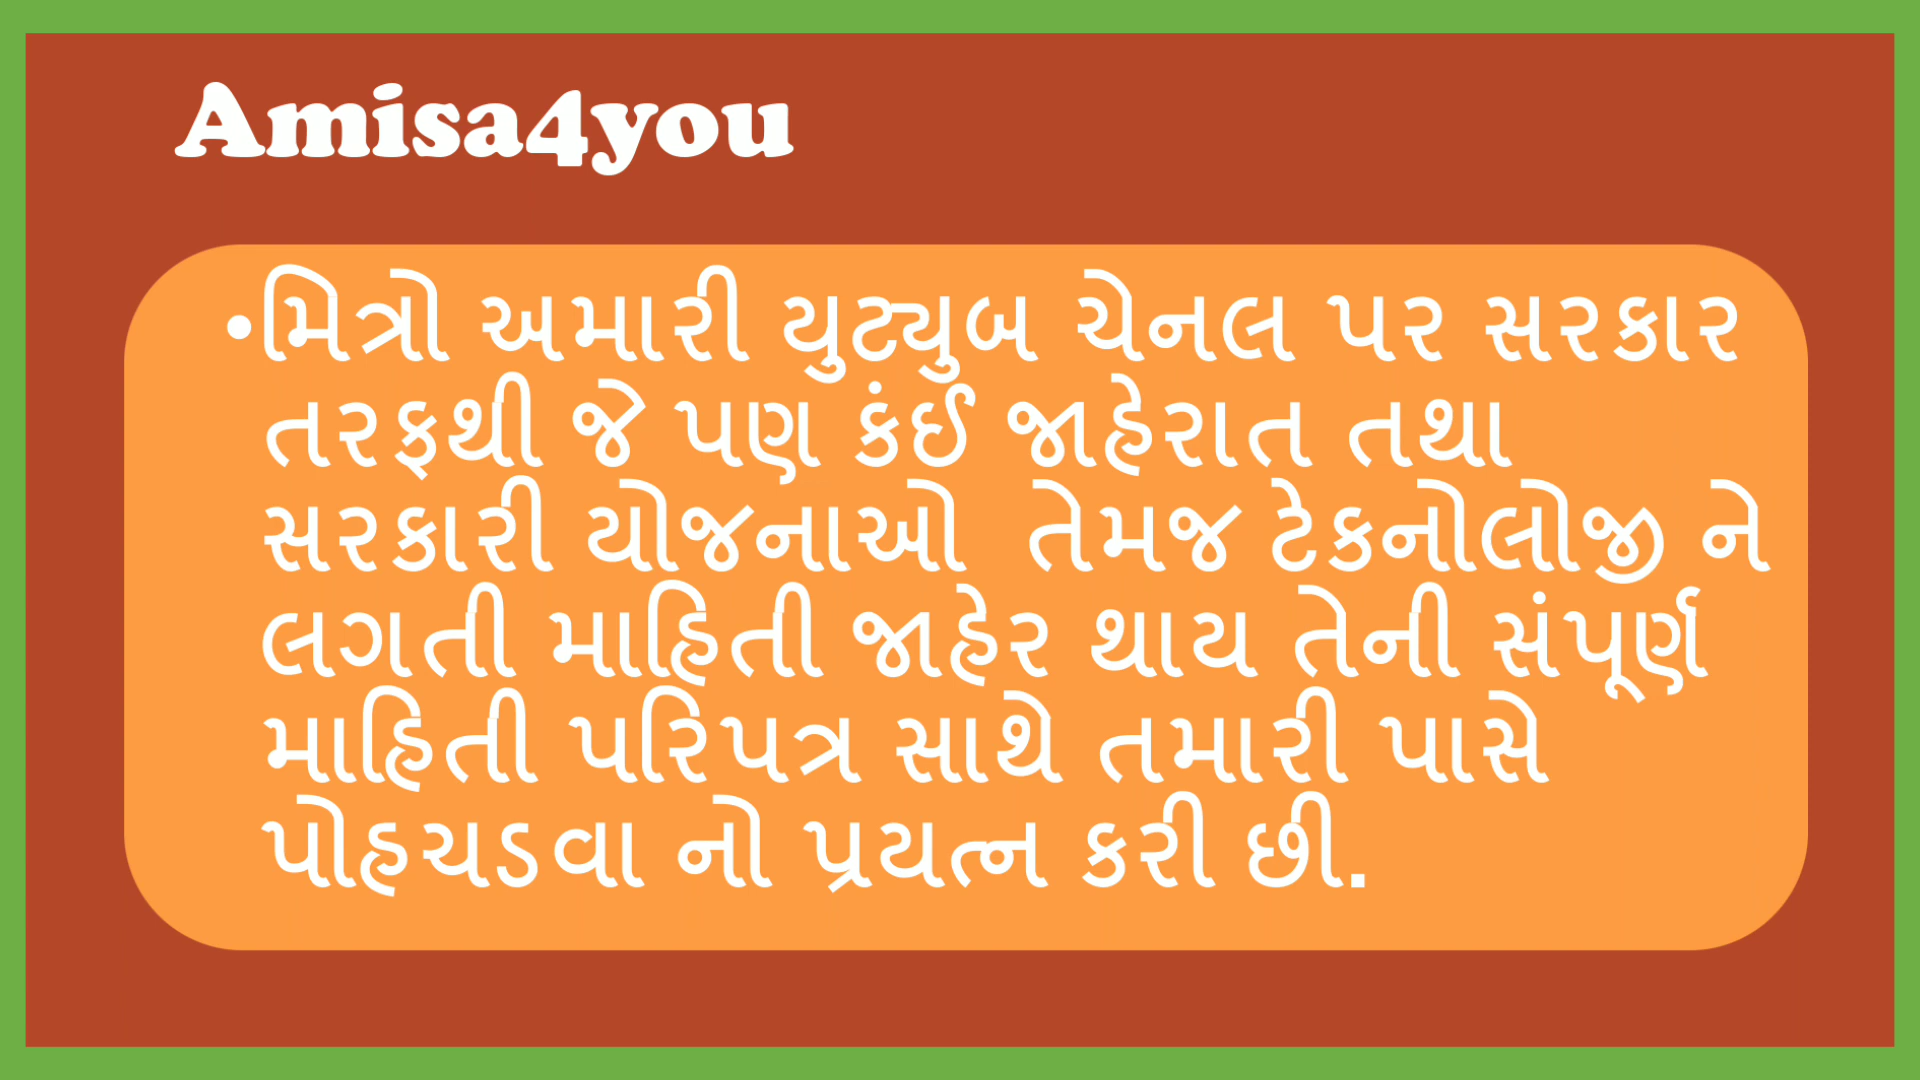 Amisa4you
•મિત્રો અમારી યુટ્યુબ ચેનલ પર સરકાર
તરફથી જે પણ કંઈ જાહેરાત તથા
સરકારી યોજનાઓ  તેમજ ટેકનોલોજી ને
લગતી માહિતી જાહેર થાય તેની સંપૂર્ણ
માહિતી પરિપત્ર સાથે તમારી પાસે
પોહચડવા નો પ્રયત્ન કરી છી.